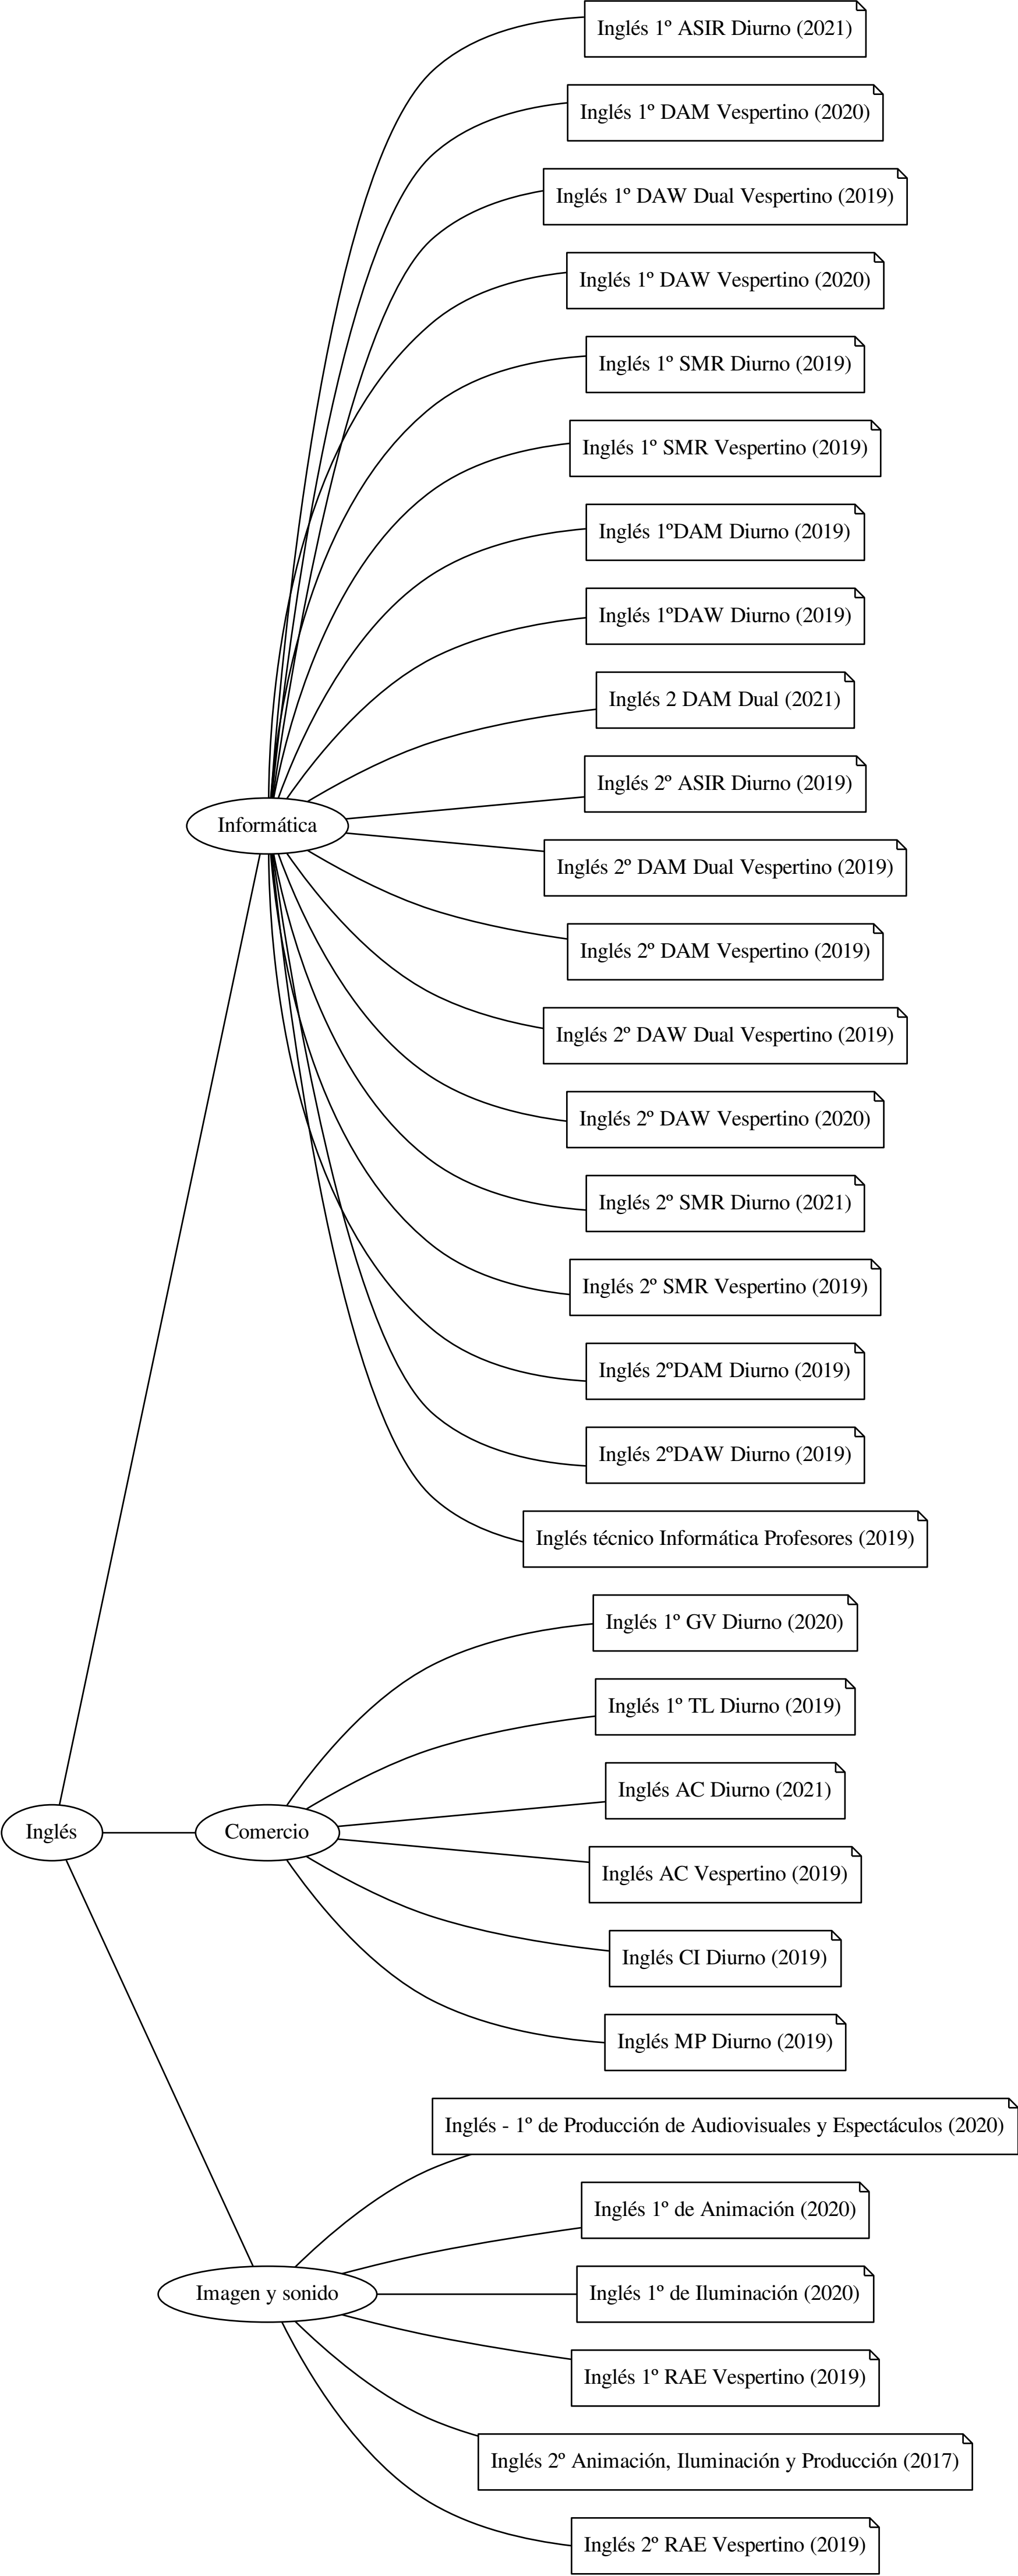 Inglés 1º ASIR Diurno (2021)
Inglés 1º DAM Vespertino (2020)
Inglés 1º DAW Dual Vespertino (2019)
Inglés 1º DAW Vespertino (2020)
Inglés 1º SMR Diurno (2019)
Inglés 1º SMR Vespertino (2019)
Inglés 1ºDAM Diurno (2019)
Inglés 1ºDAW Diurno (2019)
Inglés 2 DAM Dual (2021)
Inglés 2º ASIR Diurno (2019)
Informática
Inglés 2º DAM Dual Vespertino (2019)
Inglés 2º DAM Vespertino (2019)
Inglés 2º DAW Dual Vespertino (2019)
Inglés 2º DAW Vespertino (2020)
Inglés 2º SMR Diurno (2021)
Inglés 2º SMR Vespertino (2019)
Inglés 2ºDAM Diurno (2019)
Inglés 2ºDAW Diurno (2019)
Inglés técnico Informática Profesores (2019)
Inglés 1º GV Diurno (2020)
Inglés 1º TL Diurno (2019)
Inglés AC Diurno (2021)
Inglés
Comercio
Inglés AC Vespertino (2019)
Inglés CI Diurno (2019)
Inglés MP Diurno (2019)
Inglés - 1º de Producción de Audiovisuales y Espectáculos (2020)
Inglés 1º de Animación (2020)
Imagen y sonido
Inglés 1º de Iluminación (2020)
Inglés 1º RAE Vespertino (2019)
Inglés 2º Animación, Iluminación y Producción (2017)
Inglés 2º RAE Vespertino (2019)